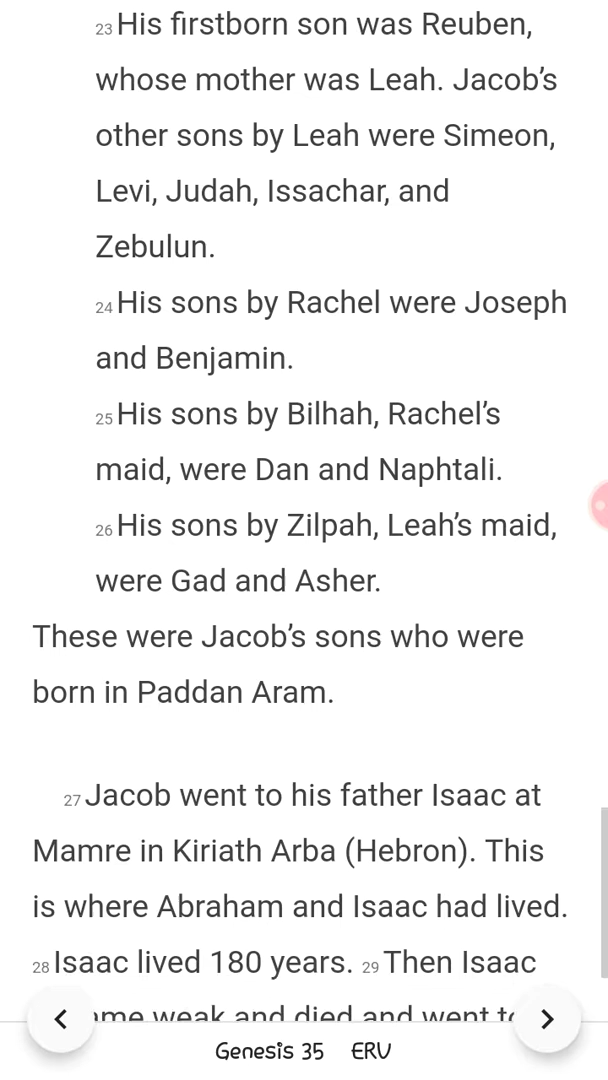 23 His firstborn son was Reuben,
whose mother was Leah. Jacob’s
other sons by Leah were Simeon,
Levi, Judah, Issachar, and
Zebulun.
24 His sons by Rachel were Joseph
and Benjamin.
25 His sons by Bilhah, Rachel’s
maid, were Dan and Naphtali.
26 His sons by Zilpah, Leah’s maid,
were Gad and Asher.
These were Jacob’s sons who were
born in Paddan Aram.
27 Jacob went to his father Isaac at
Mamre in Kiriath Arba (Hebron). This
is where Abraham and Isaac had lived.
28 Isaac lived 180 years. 29 Then Isaac
weak and died and went
Genesis 35 ERV